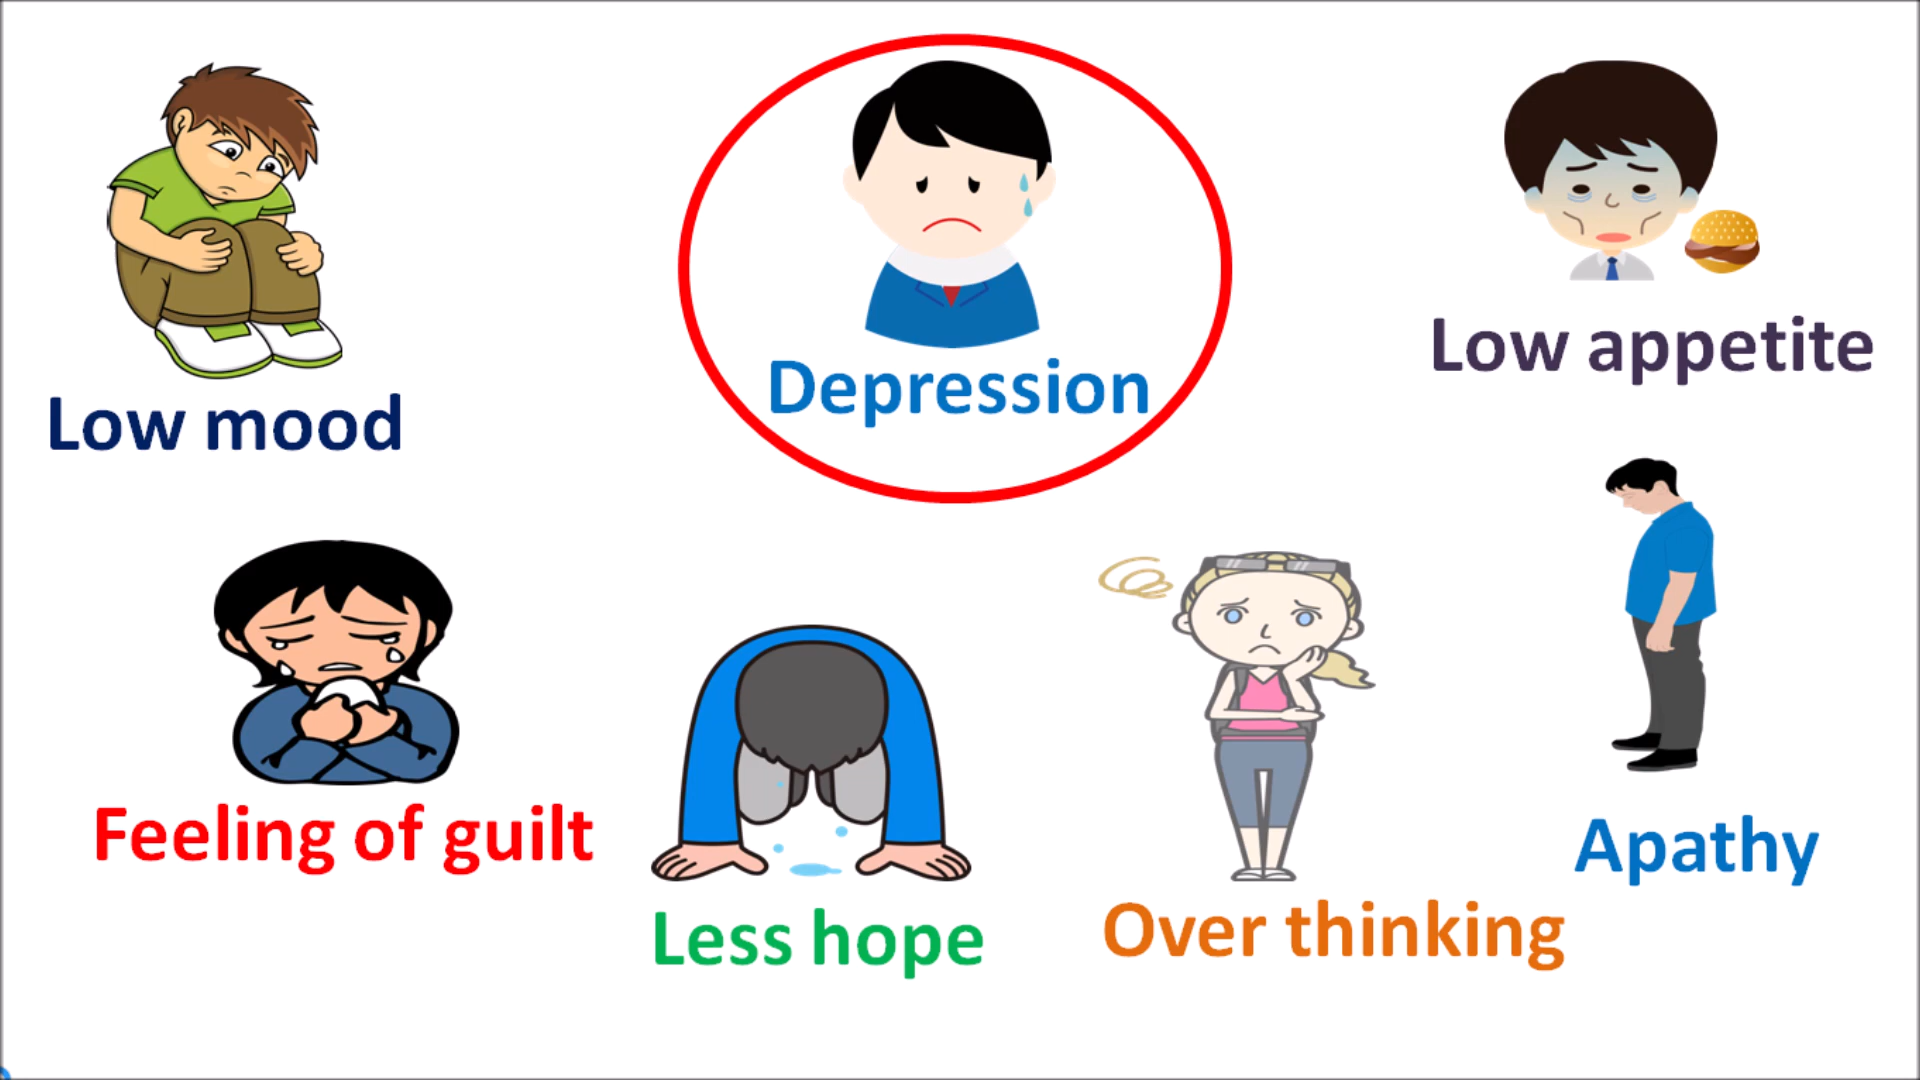 Depression
Low appetite
Low mood
Feeling of guilt
Less hope
Over thinking
Apathy